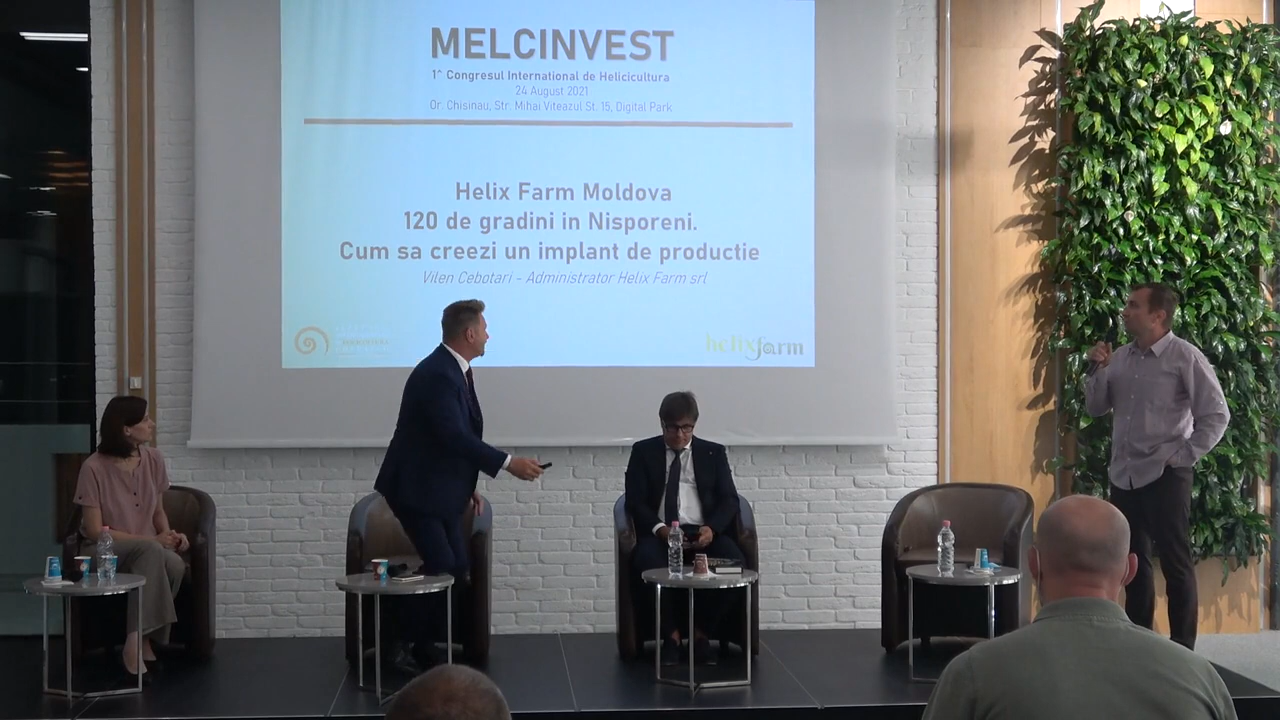 MELCINVEST
1^ Congresul International de Helicicultura
24 August 2021
Or. Chisinau, Str. Mihai Viteazul St. 15, Digital Park
Helix Farm Moldova
120 de gradini in Nisporeni.
Cum sa creezi un implant de productie
Vilen Cebotari - Administrator Helix Farm srl
helixfarm